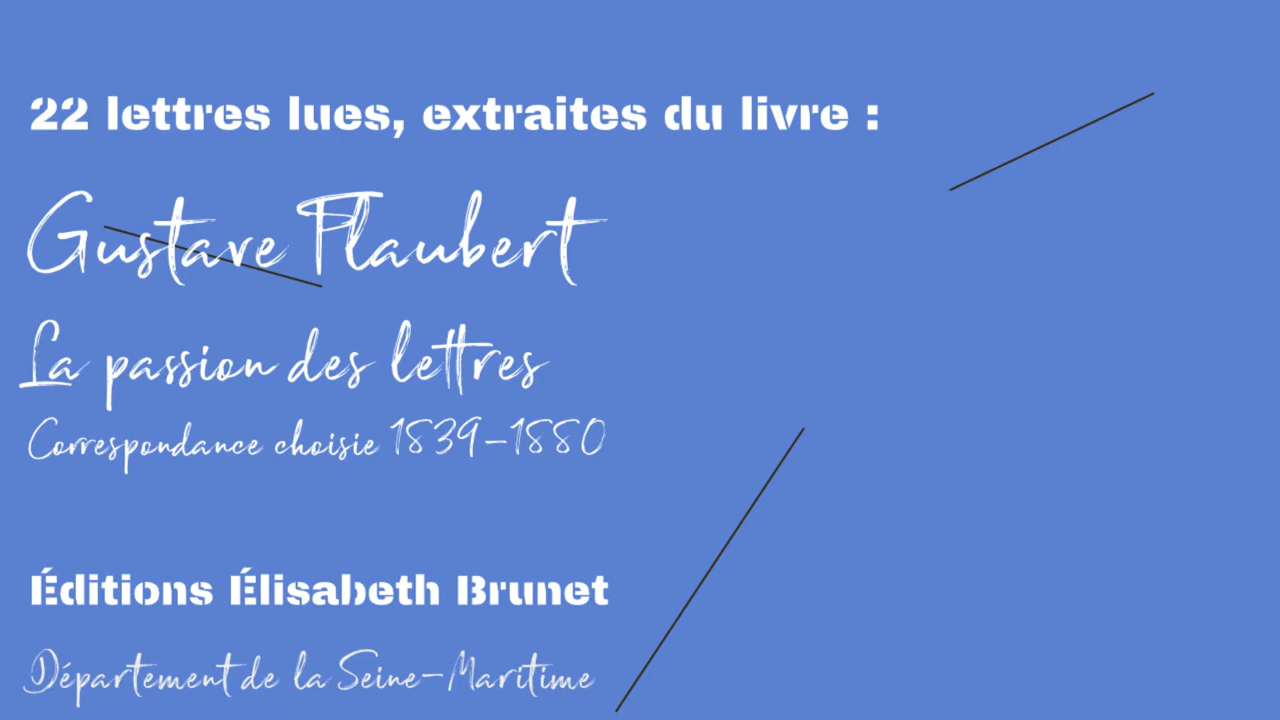 22 lettres lues, extraites du livre :
Gustave Flaubert
La passion des lettres
Correspondance choisie 1839-1880
Éditions Élisabeth Brunet
Département de la Seine-Maritime